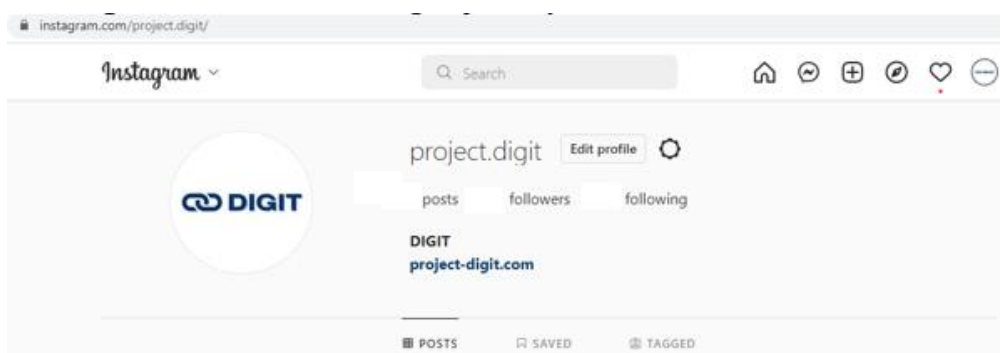 instagram.com/project.digit/
Instagram
Search
project.digit Edit profile
DIGIT
posts followers following
DIGIT
project-digit.com
POSTS SAVED TAGGED